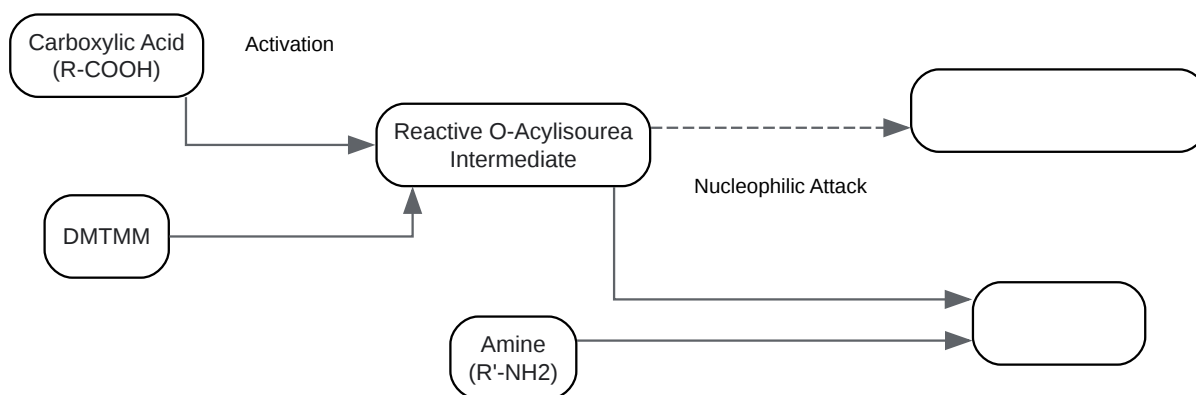 Carboxylic Acid
(R-COOH)
Activation
Reactive O-Acylisourea
Intermediate
Nucleophilic Attack
DMTMM
Amine
(R'-NH2)